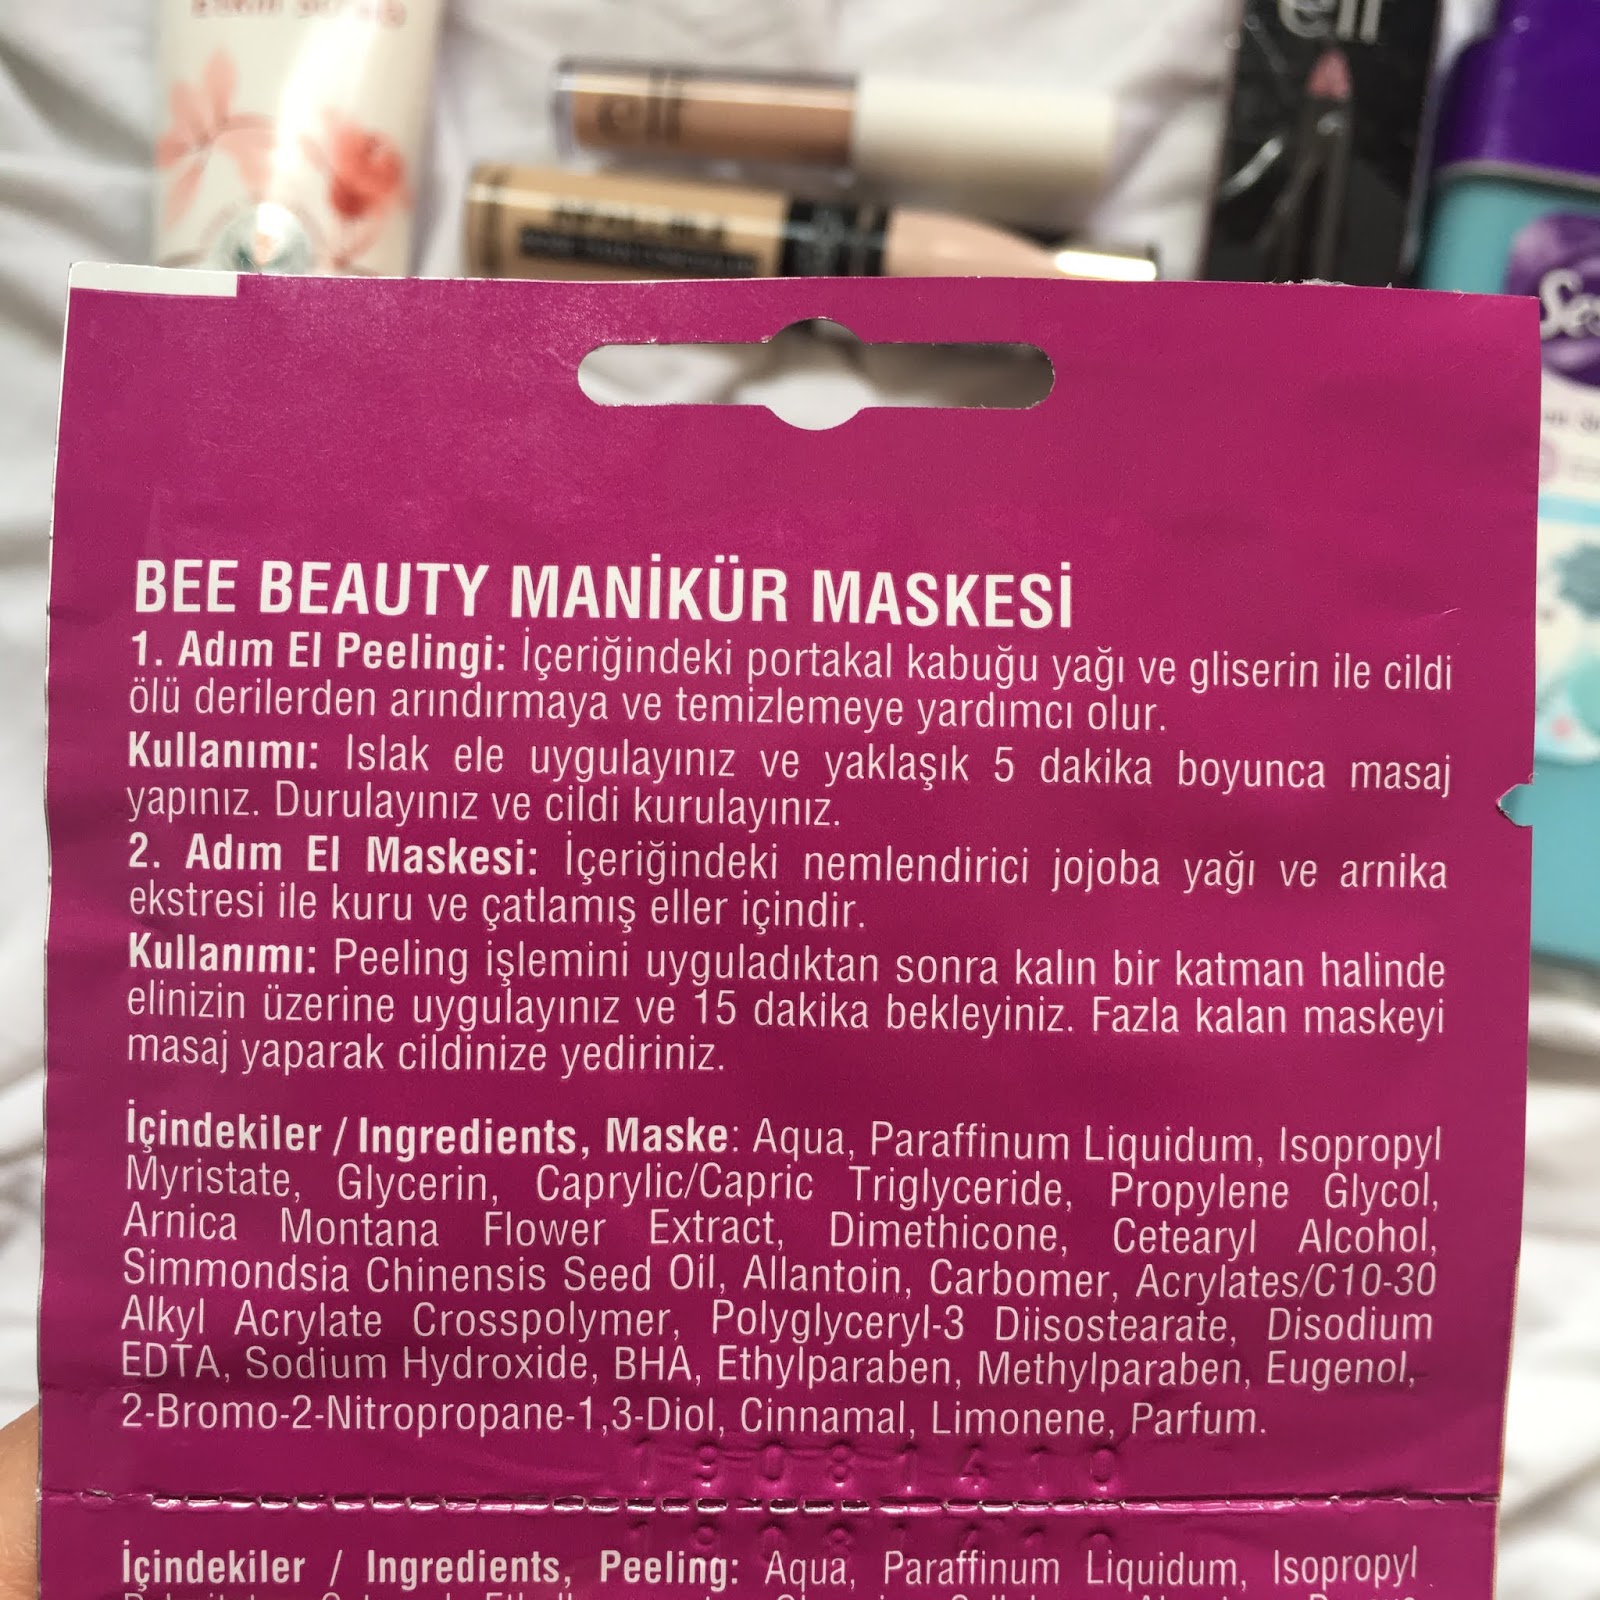 elf
elf
BEE BEAUTY MANİKÜR MASKESİ
1. Adım El Peelingi: İçeriğindeki portakal kabuğu yağı ve gliserin ile cildi
ölü derilerden arındırmaya ve temizlemeye yardımcı olur.
Kullanımı: Islak ele uygulayınız ve yaklaşık 5 dakika boyunca masaj
yapınız. Durulayınız ve cildi kurulayınız.
2. Adım El Maskesi: İçeriğindeki nemlendirici jojoba yağı ve arnika
ekstresi ile kuru ve çatlamış eller içindir.
Kullanımı: Peeling işlemini uyguladıktan sonra kalın bir katman halinde
elinizin üzerine uygulayınız ve 15 dakika bekleyiniz. Fazla kalan maskeyi
masaj yaparak cildinize yediriniz.
İçindekiler / Ingredients, Maske: Aqua, Paraffinum Liquidum, Isopropyl
Myristate, Glycerin, Caprylic/Capric Triglyceride, Propylene Glycol,
Arnica Montana Flower Extract, Dimethicone, Cetearyl Alcohol,
Simmondsia Chinensis Seed Oil, Allantoin, Carbomer, Acrylates/C10-30
Alkyl Acrylate Crosspolymer, Polyglyceryl-3 Diisostearate, Disodium
EDTA, Sodium Hydroxide, BHA, Ethylparaben, Methylparaben, Eugenol,
2-Bromo-2-Nitropropane-1,3-Diol, Cinnamal, Limonene, Parfum.
19081410
19081410
İçindekiler / Ingredients, Peeling: Aqua, Paraffinum Liquidum, Isopropyl